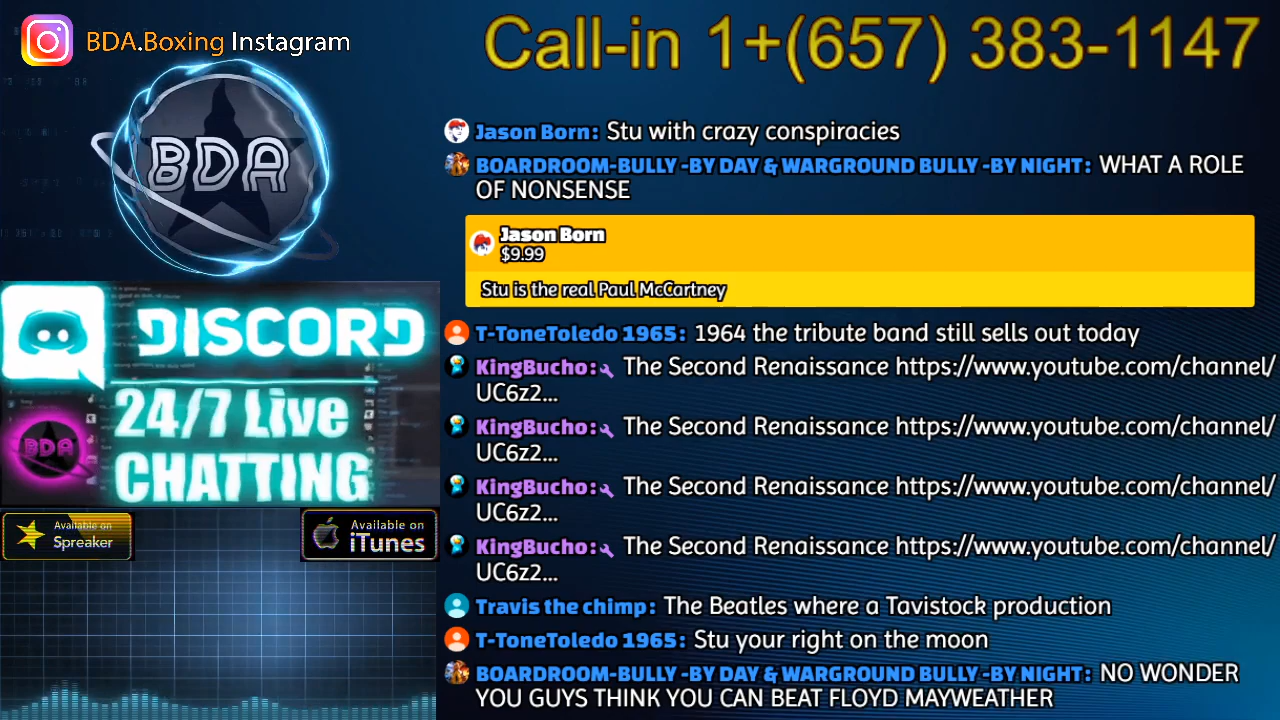 BDA.Boxing Instagram
Call-in 1+(657) 383-1147
BDA
Jason Born: Stu with crazy conspiracies
BOARDROOM-BULLY -BY DAY & WARGROUND BULLY -BY NIGHT: WHAT A ROLE
OF NONSENSE
Jason Born
$9.99
Stu is the real Paul McCartney
T-ToneToledo 1965: 1964 the tribute band still sells out today
KingBucho: The Second Renaissance https://www.youtube.com/channel/
UC6z2...
KingBucho: The Second Renaissance https://www.youtube.com/channel/
UC6z2...
KingBucho: The Second Renaissance https://www.youtube.com/channel/
UC6z2...
KingBucho: The Second Renaissance https://www.youtube.com/channel/
UC6z2...
Travis the chimp: The Beatles where a Tavistock production
T-ToneToledo 1965: Stu your right on the moon
BOARDROOM-BULLY -BY DAY & WARGROUND BULLY -BY NIGHT: NO WONDER
YOU GUYS THINK YOU CAN BEAT FLOYD MAYWEATHER
DISCORD
24/7 Live
CHATTING
BDA
Available on
Spreaker
Available on
iTunes